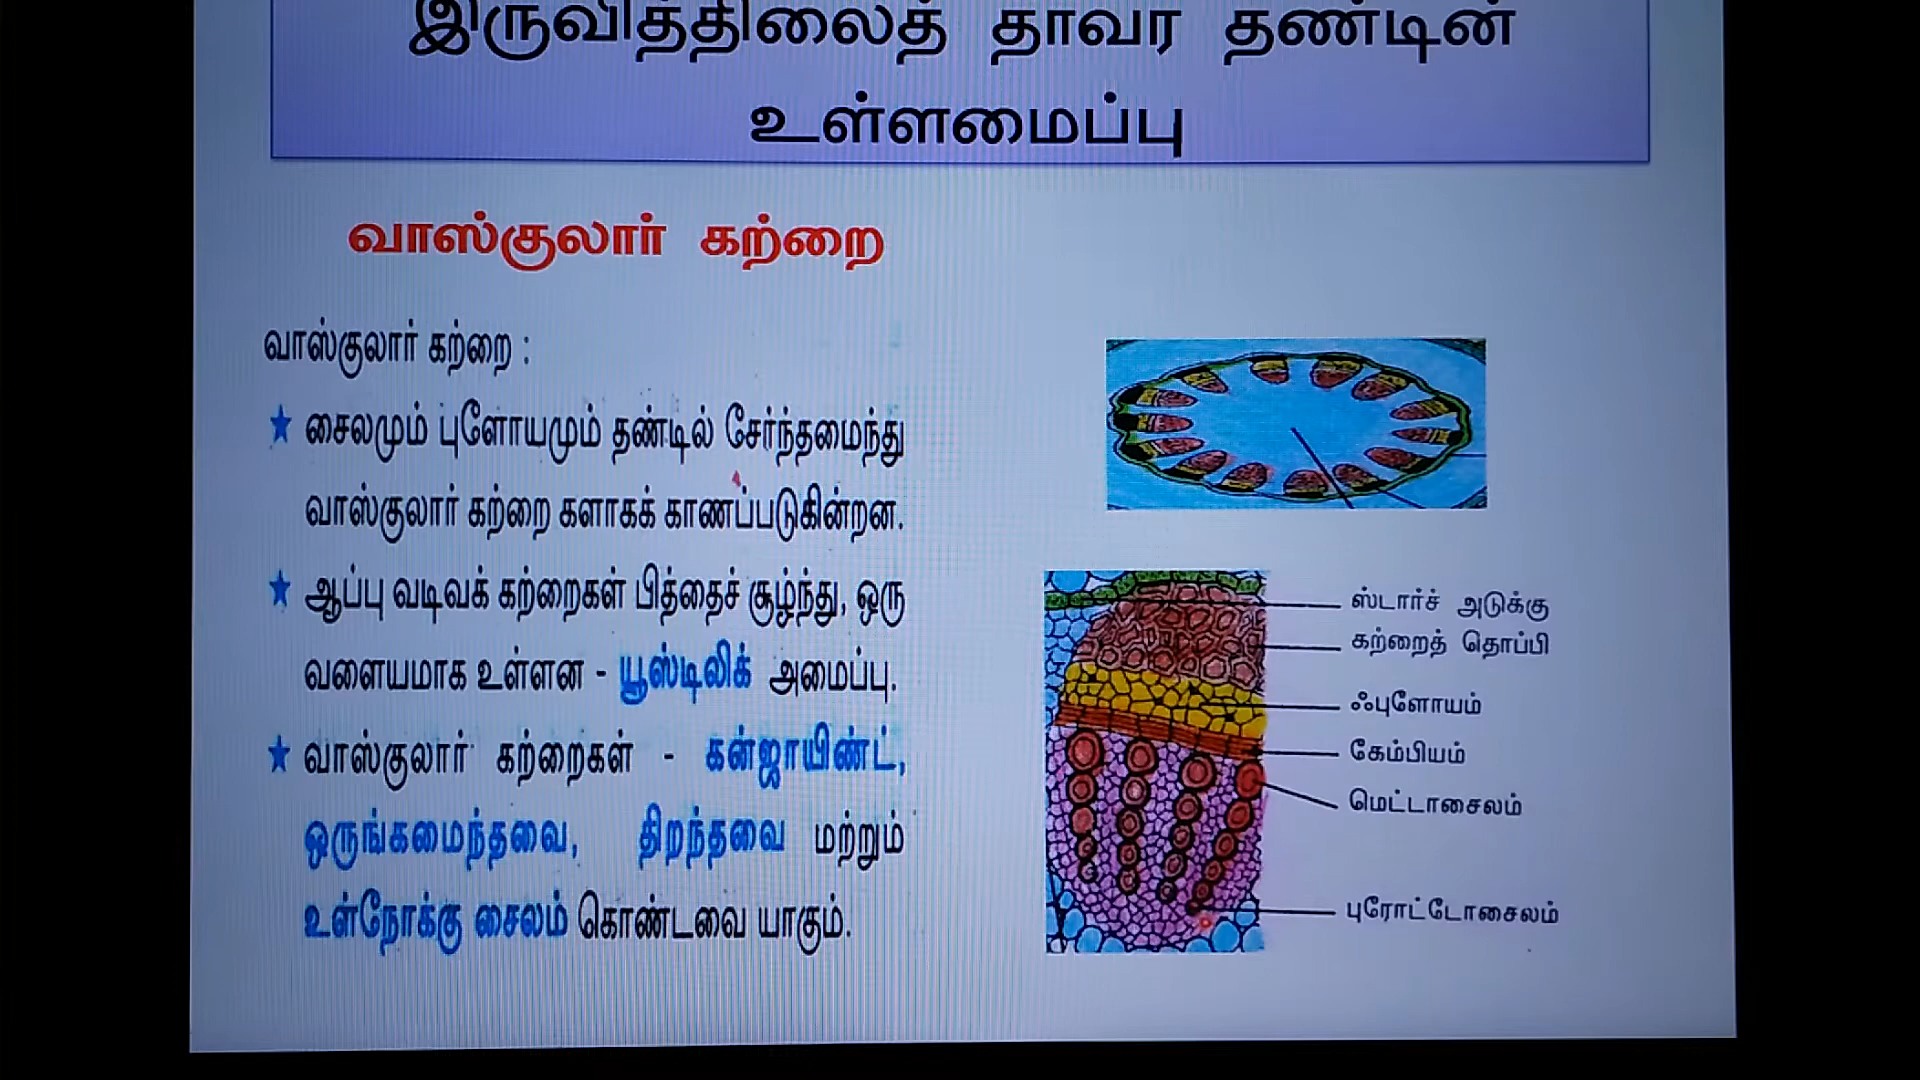 இருவித்திலைத் தாவர தண்டின்
உள்ளமைப்பு
வாஸ்குலார் கற்றை
வாஸ்குலார் கற்றை :
★ சைலமும் புளோயமும் தண்டில் சேர்ந்தமைந்து
வாஸ்குலார் கற்றை களாகக் காணப்படுகின்றன.
★ ஆப்பு வடிவக் கற்றைகள் பித்தைச் சூழ்ந்து, ஒரு
வளையமாக உள்ளன - யூஸ்டிலிக் அமைப்பு.
★ வாஸ்குலார் கற்றைகள் - கன்ஜாயிண்ட்,
ஒருங்கமைந்தவை, திறந்தவை மற்றும்
உள்நோக்கு சைலம் கொண்டவை யாகும்.
ஸ்டார்ச் அடுக்கு
கற்றைத் தொப்பி
ஃபுளோயம்
கேம்பியம்
மெட்டாசைலம்
புரோட்டோசைலம்